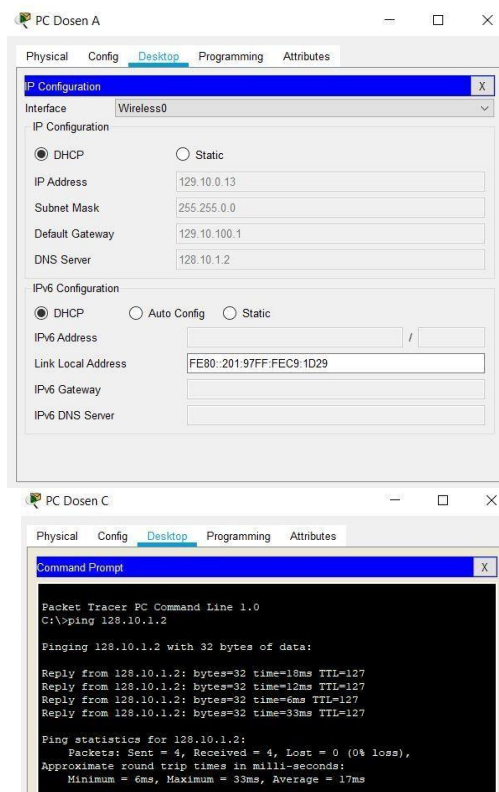 PC Dosen A
Physical Config Desktop Programming Attributes
IP Configuration X
Interface Wireless0
IP Configuration
DHCP Static
IP Address 129.10.0.13
Subnet Mask 255.255.0.0
Default Gateway 129.10.100.1
DNS Server 128.10.1.2
IPv6 Configuration
DHCP Auto Config Static
IPv6 Address /
Link Local Address FE80::201:97FF:FEC9:1D29
IPv6 Gateway
IPv6 DNS Server
PC Dosen C
Physical Config Desktop Programming Attributes
Command Prompt X
Packet Tracer PC Command Line 1.0
C:\>ping 128.10.1.2
Pinging 128.10.1.2 with 32 bytes of data:
Reply from 128.10.1.2: bytes=32 time=18ms TTL=127
Reply from 128.10.1.2: bytes=32 time=12ms TTL=127
Reply from 128.10.1.2: bytes=32 time=6ms TTL=127
Reply from 128.10.1.2: bytes=32 time=33ms TTL=127
Ping statistics for 128.10.1.2:
Packets: Sent = 4, Received = 4, Lost = 0 (0% loss),
Approximate round trip times in milli-seconds:
Minimum = 6ms, Maximum = 33ms, Average = 17ms